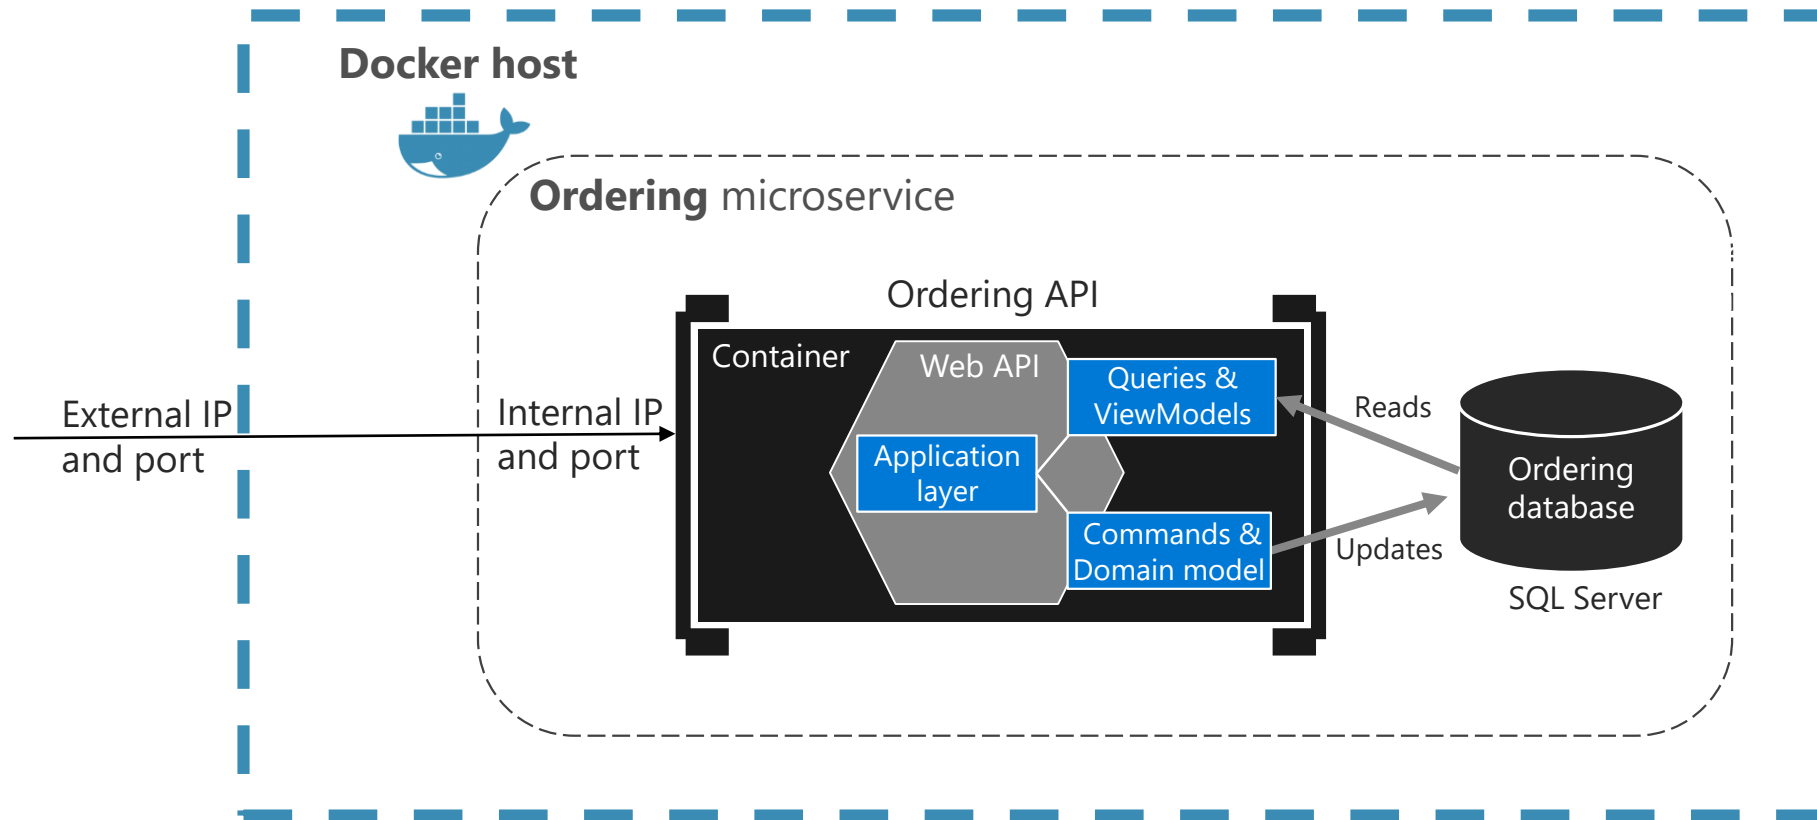 Docker host
Ordering microservice
Ordering API
Container
Web API
Queries &
ViewModels
Reads
External IP
and port
Internal IP
and port
Application
layer
Ordering
database
Commands &
Domain model
Updates
SQL Server